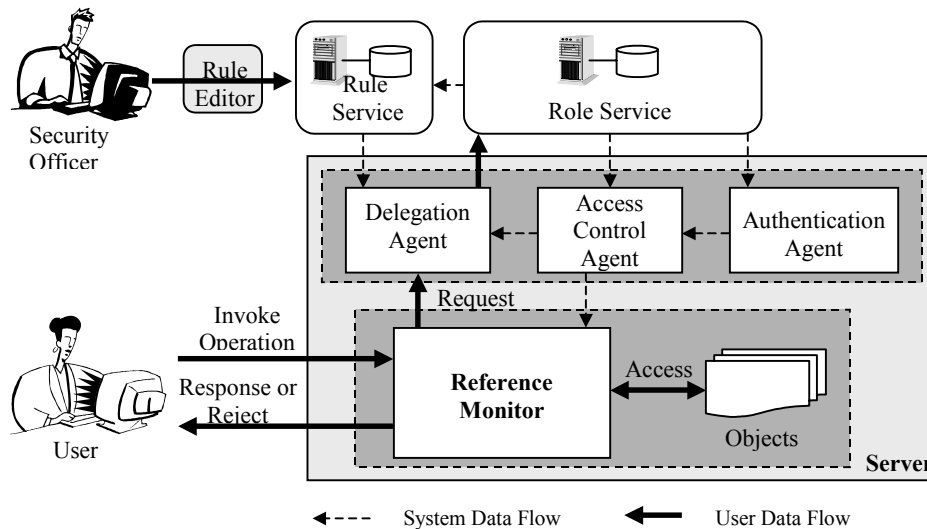 Rule
Editor
Rule
Service
Role Service
Security
Officer
Delegation
Agent
Access
Control
Agent
Authentication
Agent
Request
Invoke
Operation
Response or
Reject
Reference
Monitor
Access
Objects
User
Server
System Data Flow
User Data Flow